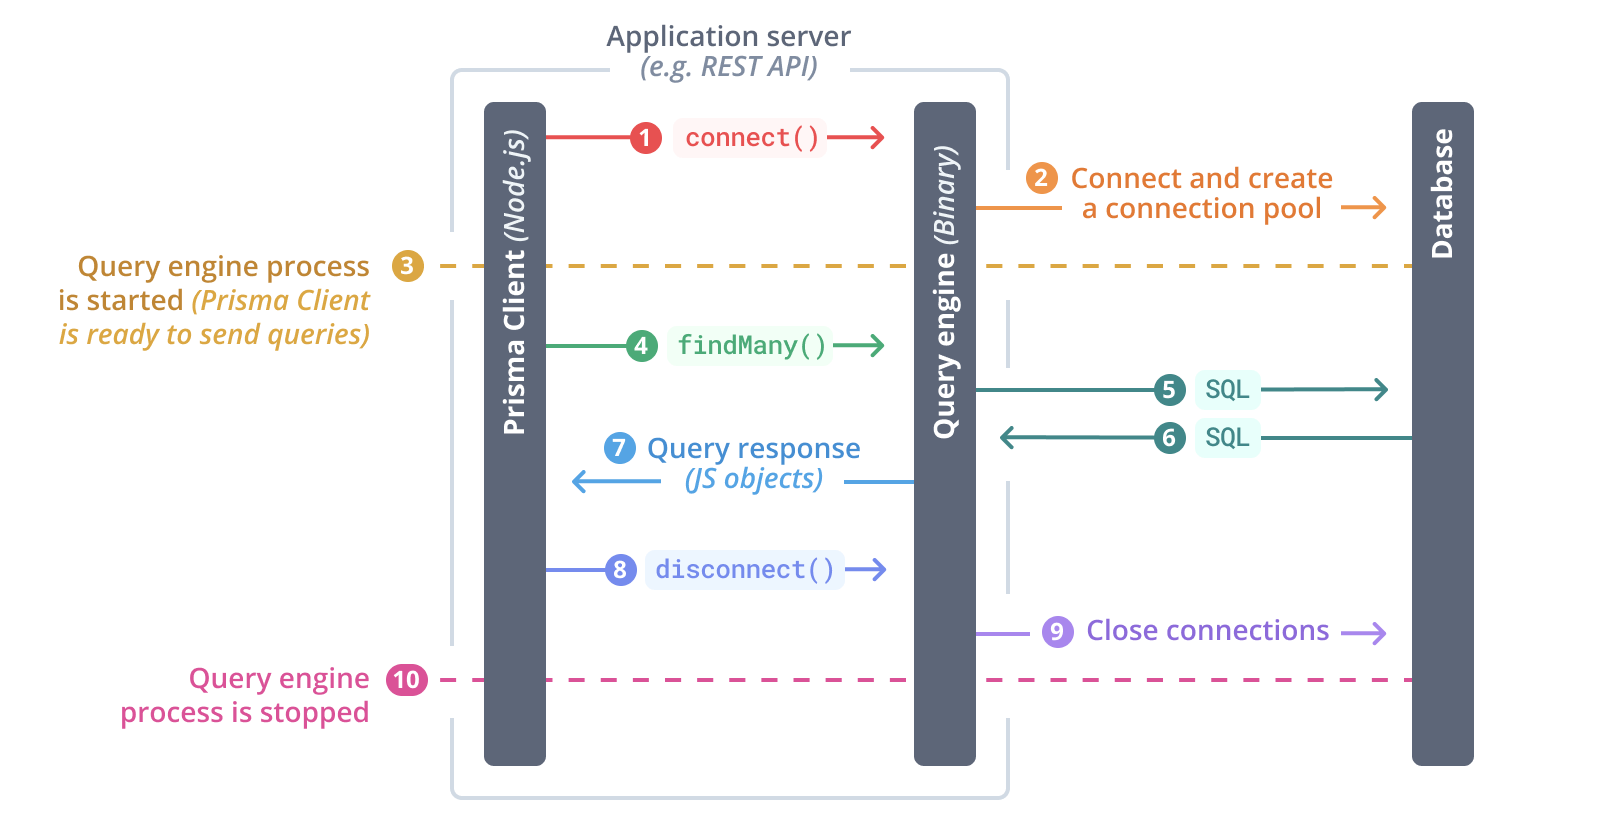 Application server
(e.g. REST API)
Prisma Client (Node.js)
Query engine (Binary)
Database
1 connect()
2 Connect and create
a connection pool
Query engine process 3
is started (Prisma Client
is ready to send queries)
4 findMany()
5 SQL
6 SQL
7 Query response
(JS objects)
8 disconnect()
9 Close connections
Query engine 10
process is stopped